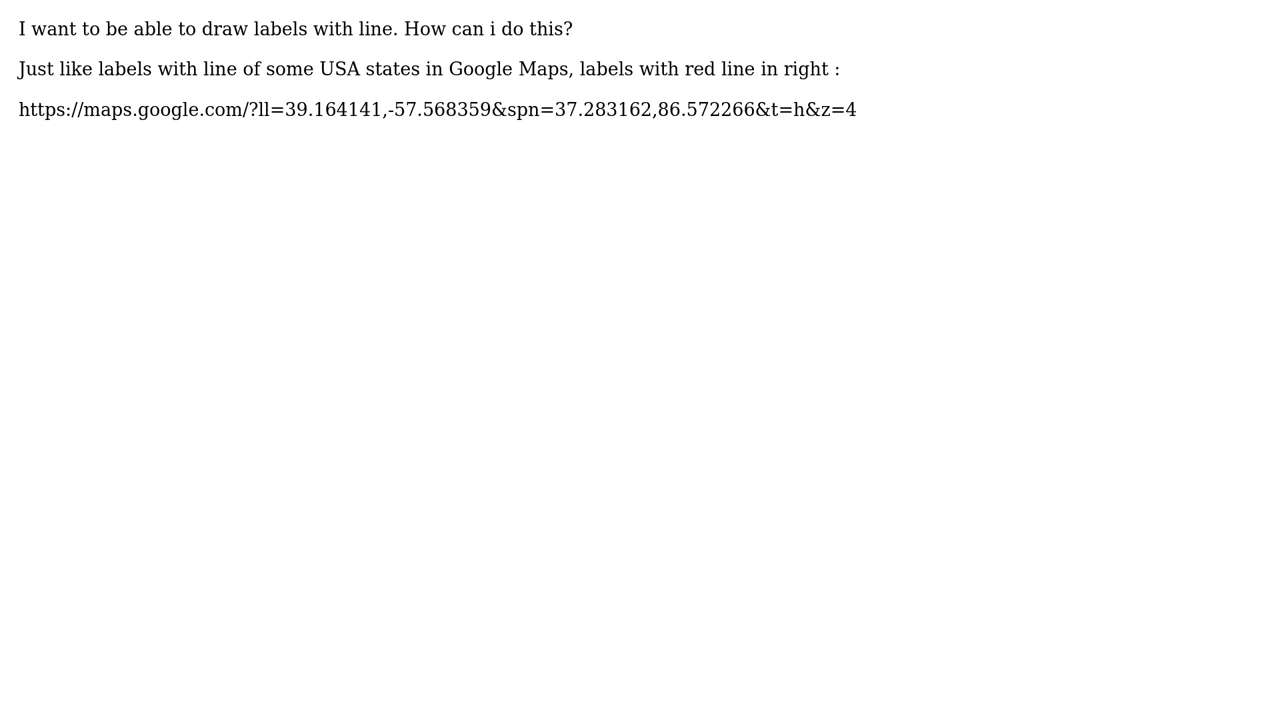 I want to be able to draw labels with line. How can i do this?
Just like labels with line of some USA states in Google Maps, labels with red line in right :
https://maps.google.com/?ll=39.164141,-57.568359&spn=37.283162,86.572266&t=h&z=4